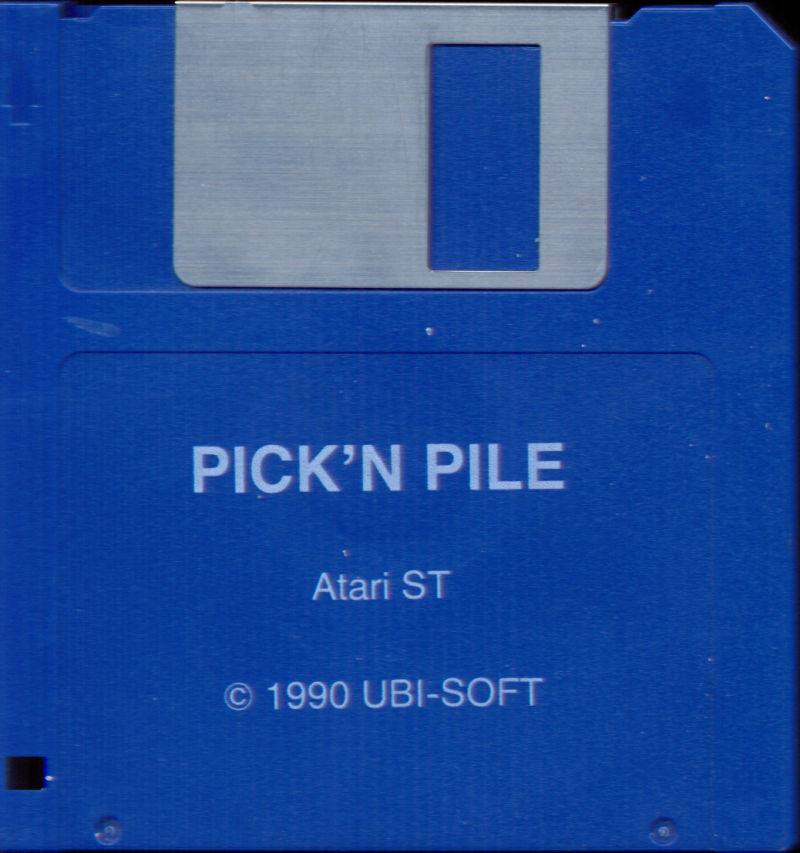 PICK'N PILE
Atari ST
© 1990 UBI-SOFT